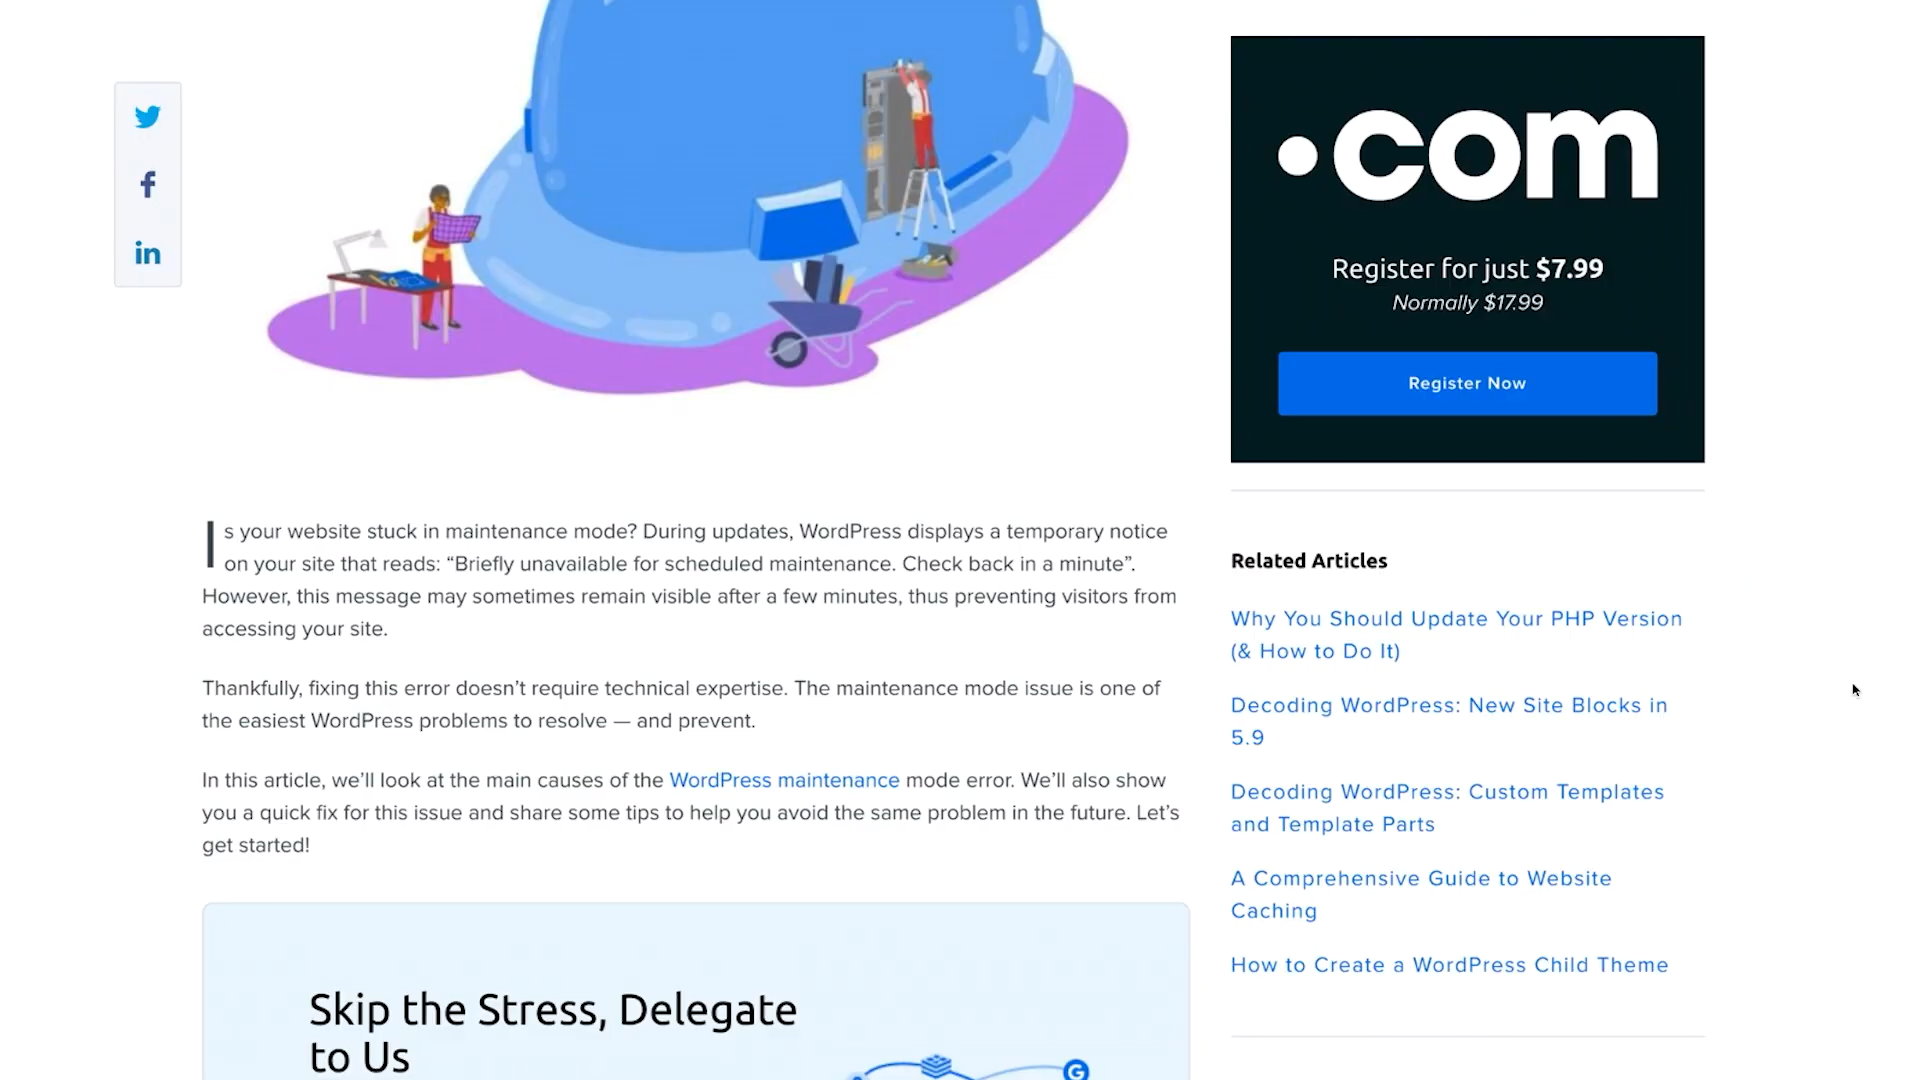 .com
Register for just $7.99
Normally $17.99
Register Now
Is your website stuck in maintenance mode? During updates, WordPress displays a temporary notice
on your site that reads: “Briefly unavailable for scheduled maintenance. Check back in a minute”.
However, this message may sometimes remain visible after a few minutes, thus preventing visitors from
accessing your site.
Thankfully, fixing this error doesn’t require technical expertise. The maintenance mode issue is one of
the easiest WordPress problems to resolve — and prevent.
In this article, we’ll look at the main causes of the WordPress maintenance mode error. We’ll also show
you a quick fix for this issue and share some tips to help you avoid the same problem in the future. Let’s
get started!
Skip the Stress, Delegate
to Us
G
Related Articles
Why You Should Update Your PHP Version
(& How to Do It)
Decoding WordPress: New Site Blocks in
5.9
Decoding WordPress: Custom Templates
and Template Parts
A Comprehensive Guide to Website
Caching
How to Create a WordPress Child Theme
f
in